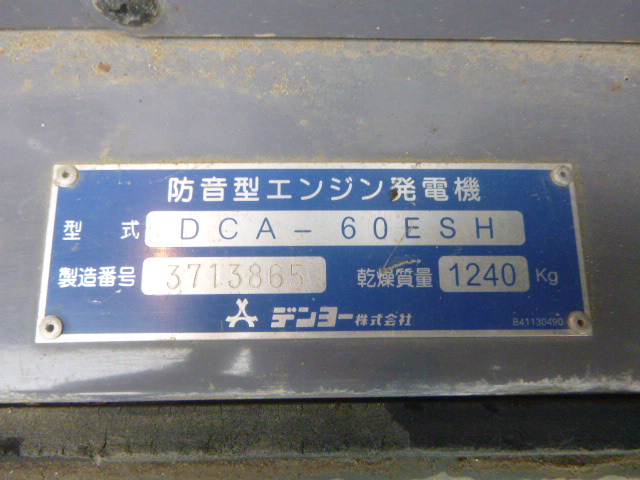 防音型エンジン発電機
型 式 DCA-60ESH
製造番号 3713865 乾燥質量 1240 Kg
デンヨー株式会社 B41130490